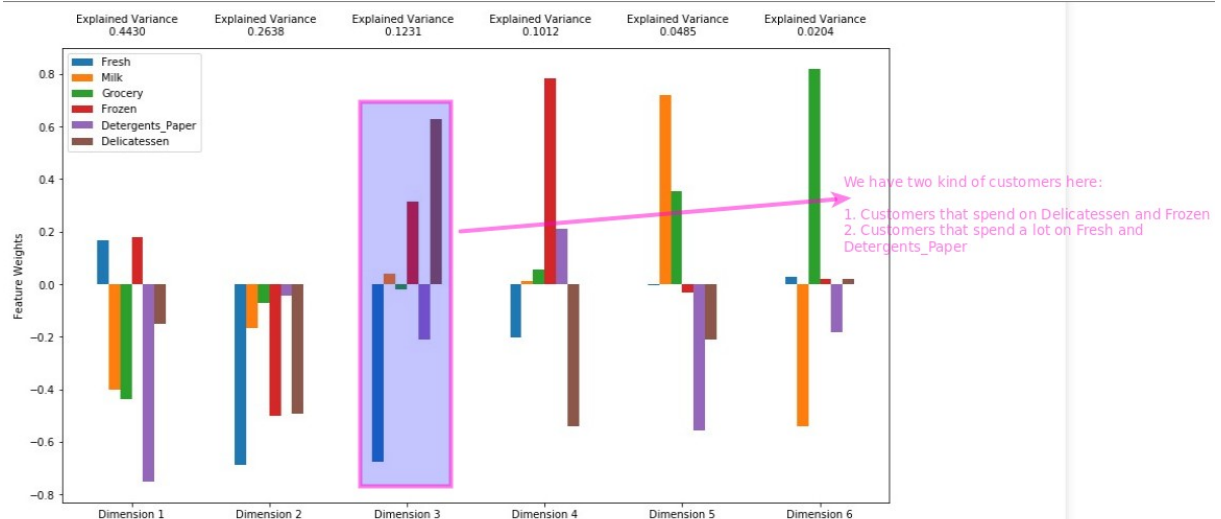 Explained Variance Explained Variance Explained Variance Explained Variance Explained Variance Explained Variance
0.4430 0.2638 0.1231 0.1012 0.0485 0.0204
Fresh
Milk
Grocery
Frozen
Detergents_Paper
Delicatessen
0.8
0.6
0.4
0.2
0.0
−0.2
−0.4
−0.6
−0.8
Feature Weights
We have two kind of customers here:
1. Customers that spend on Delicatessen and Frozen
2. Customers that spend a lot on Fresh and
Detergents_Paper
Dimension 1 Dimension 2 Dimension 3 Dimension 4 Dimension 5 Dimension 6